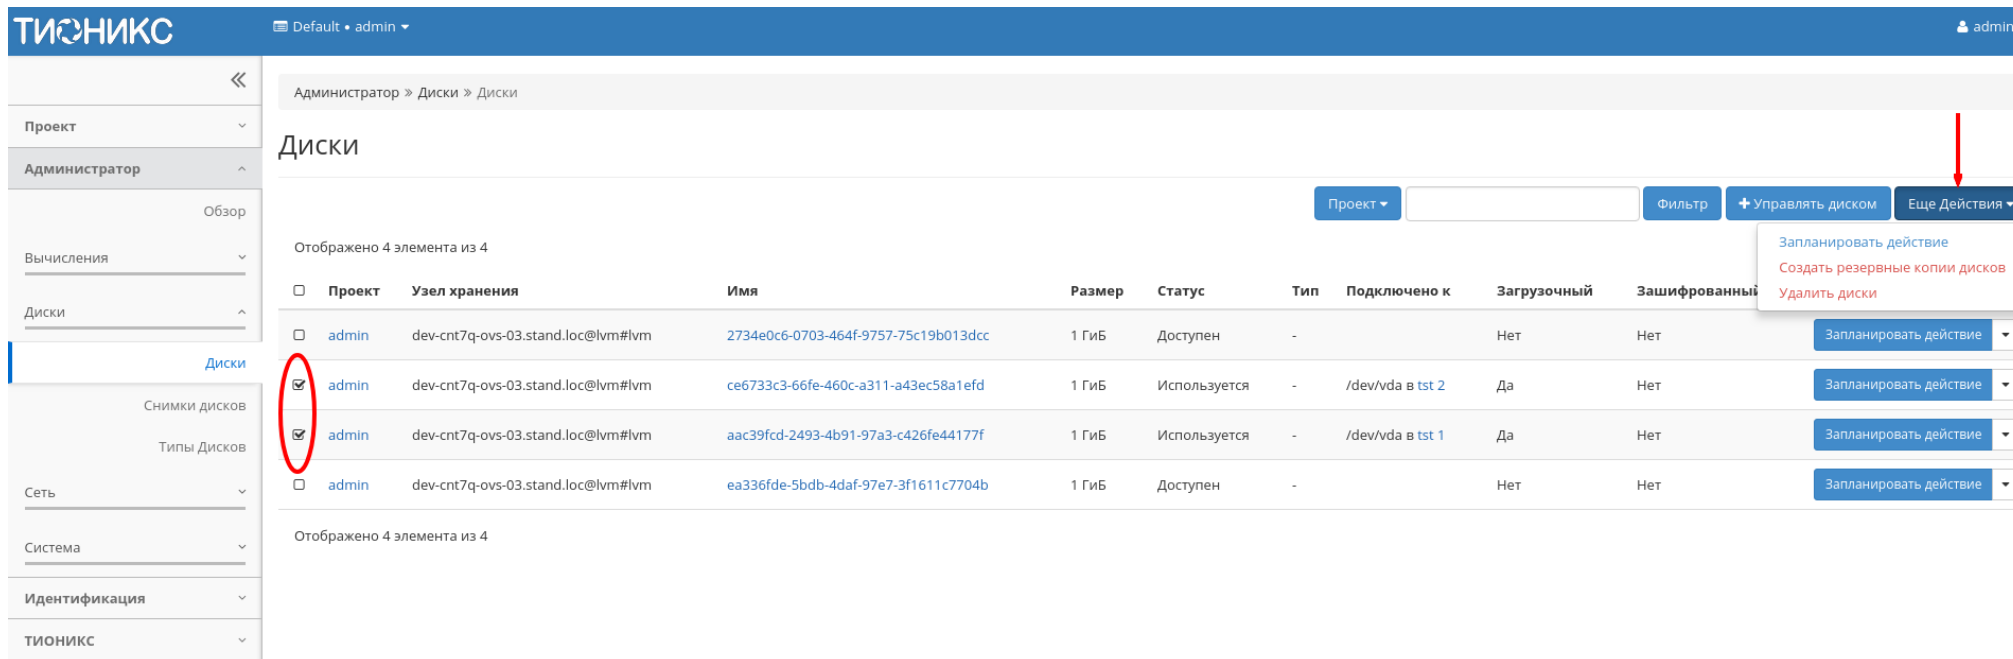 ТИОНИКС
Default • admin
admin
Администратор » Диски » Диски
Проект
Администратор
Обзор
Вычисления
Диски
Диски
Снимки дисков
Типы Дисков
Сеть
Система
Идентификация
ТИОНИКС
Диски
Проект Фильтр +Управлять диском Еще Действия
Запланировать действие
Создать резервные копии дисков
Удалить диски
Отображено 4 элемента из 4
Проект Узел хранения Имя Размер Статус Тип Подключено к Загрузочный Зашифрованный
admin dev-cnt7q-ovs-03.stand.loc@lvm#lvm 2734e0c6-0703-464f-9757-75c19b013dcc 1 ГиБ Доступен - Нет Нет Запланировать действие
admin dev-cnt7q-ovs-03.stand.loc@lvm#lvm ce6733c3-66fe-460c-a311-a43ec58a1efd 1 ГиБ Используется - /dev/vda в tst 2 Да Нет Запланировать действие
admin dev-cnt7q-ovs-03.stand.loc@lvm#lvm aac39fcd-2493-4b91-97a3-c426fe44177f 1 ГиБ Используется - /dev/vda в tst 1 Да Нет Запланировать действие
admin dev-cnt7q-ovs-03.stand.loc@lvm#lvm ea336fde-5bdb-4daf-97e7-3f1611c7704b 1 ГиБ Доступен - Нет Нет Запланировать действие
Отображено 4 элемента из 4